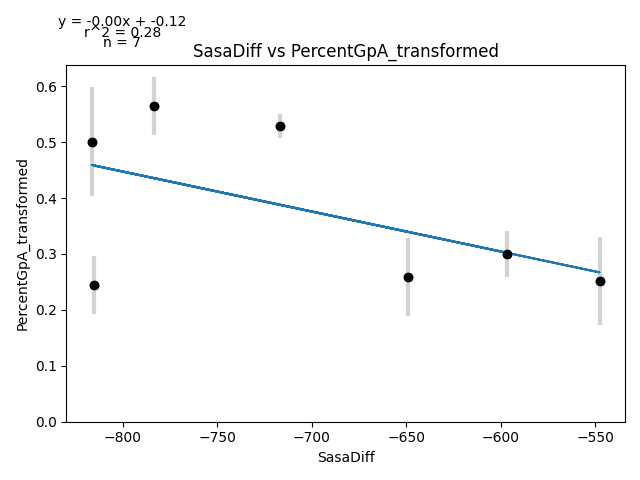 y = -0.00x + -0.12
r^2 = 0.28
n = 7
SasaDiff vs PercentGpA_transformed
PercentGpA_transformed
0.6
0.5
0.4
0.3
0.2
0.1
0.0
−800
−750
−700
−650
−600
−550
SasaDiff